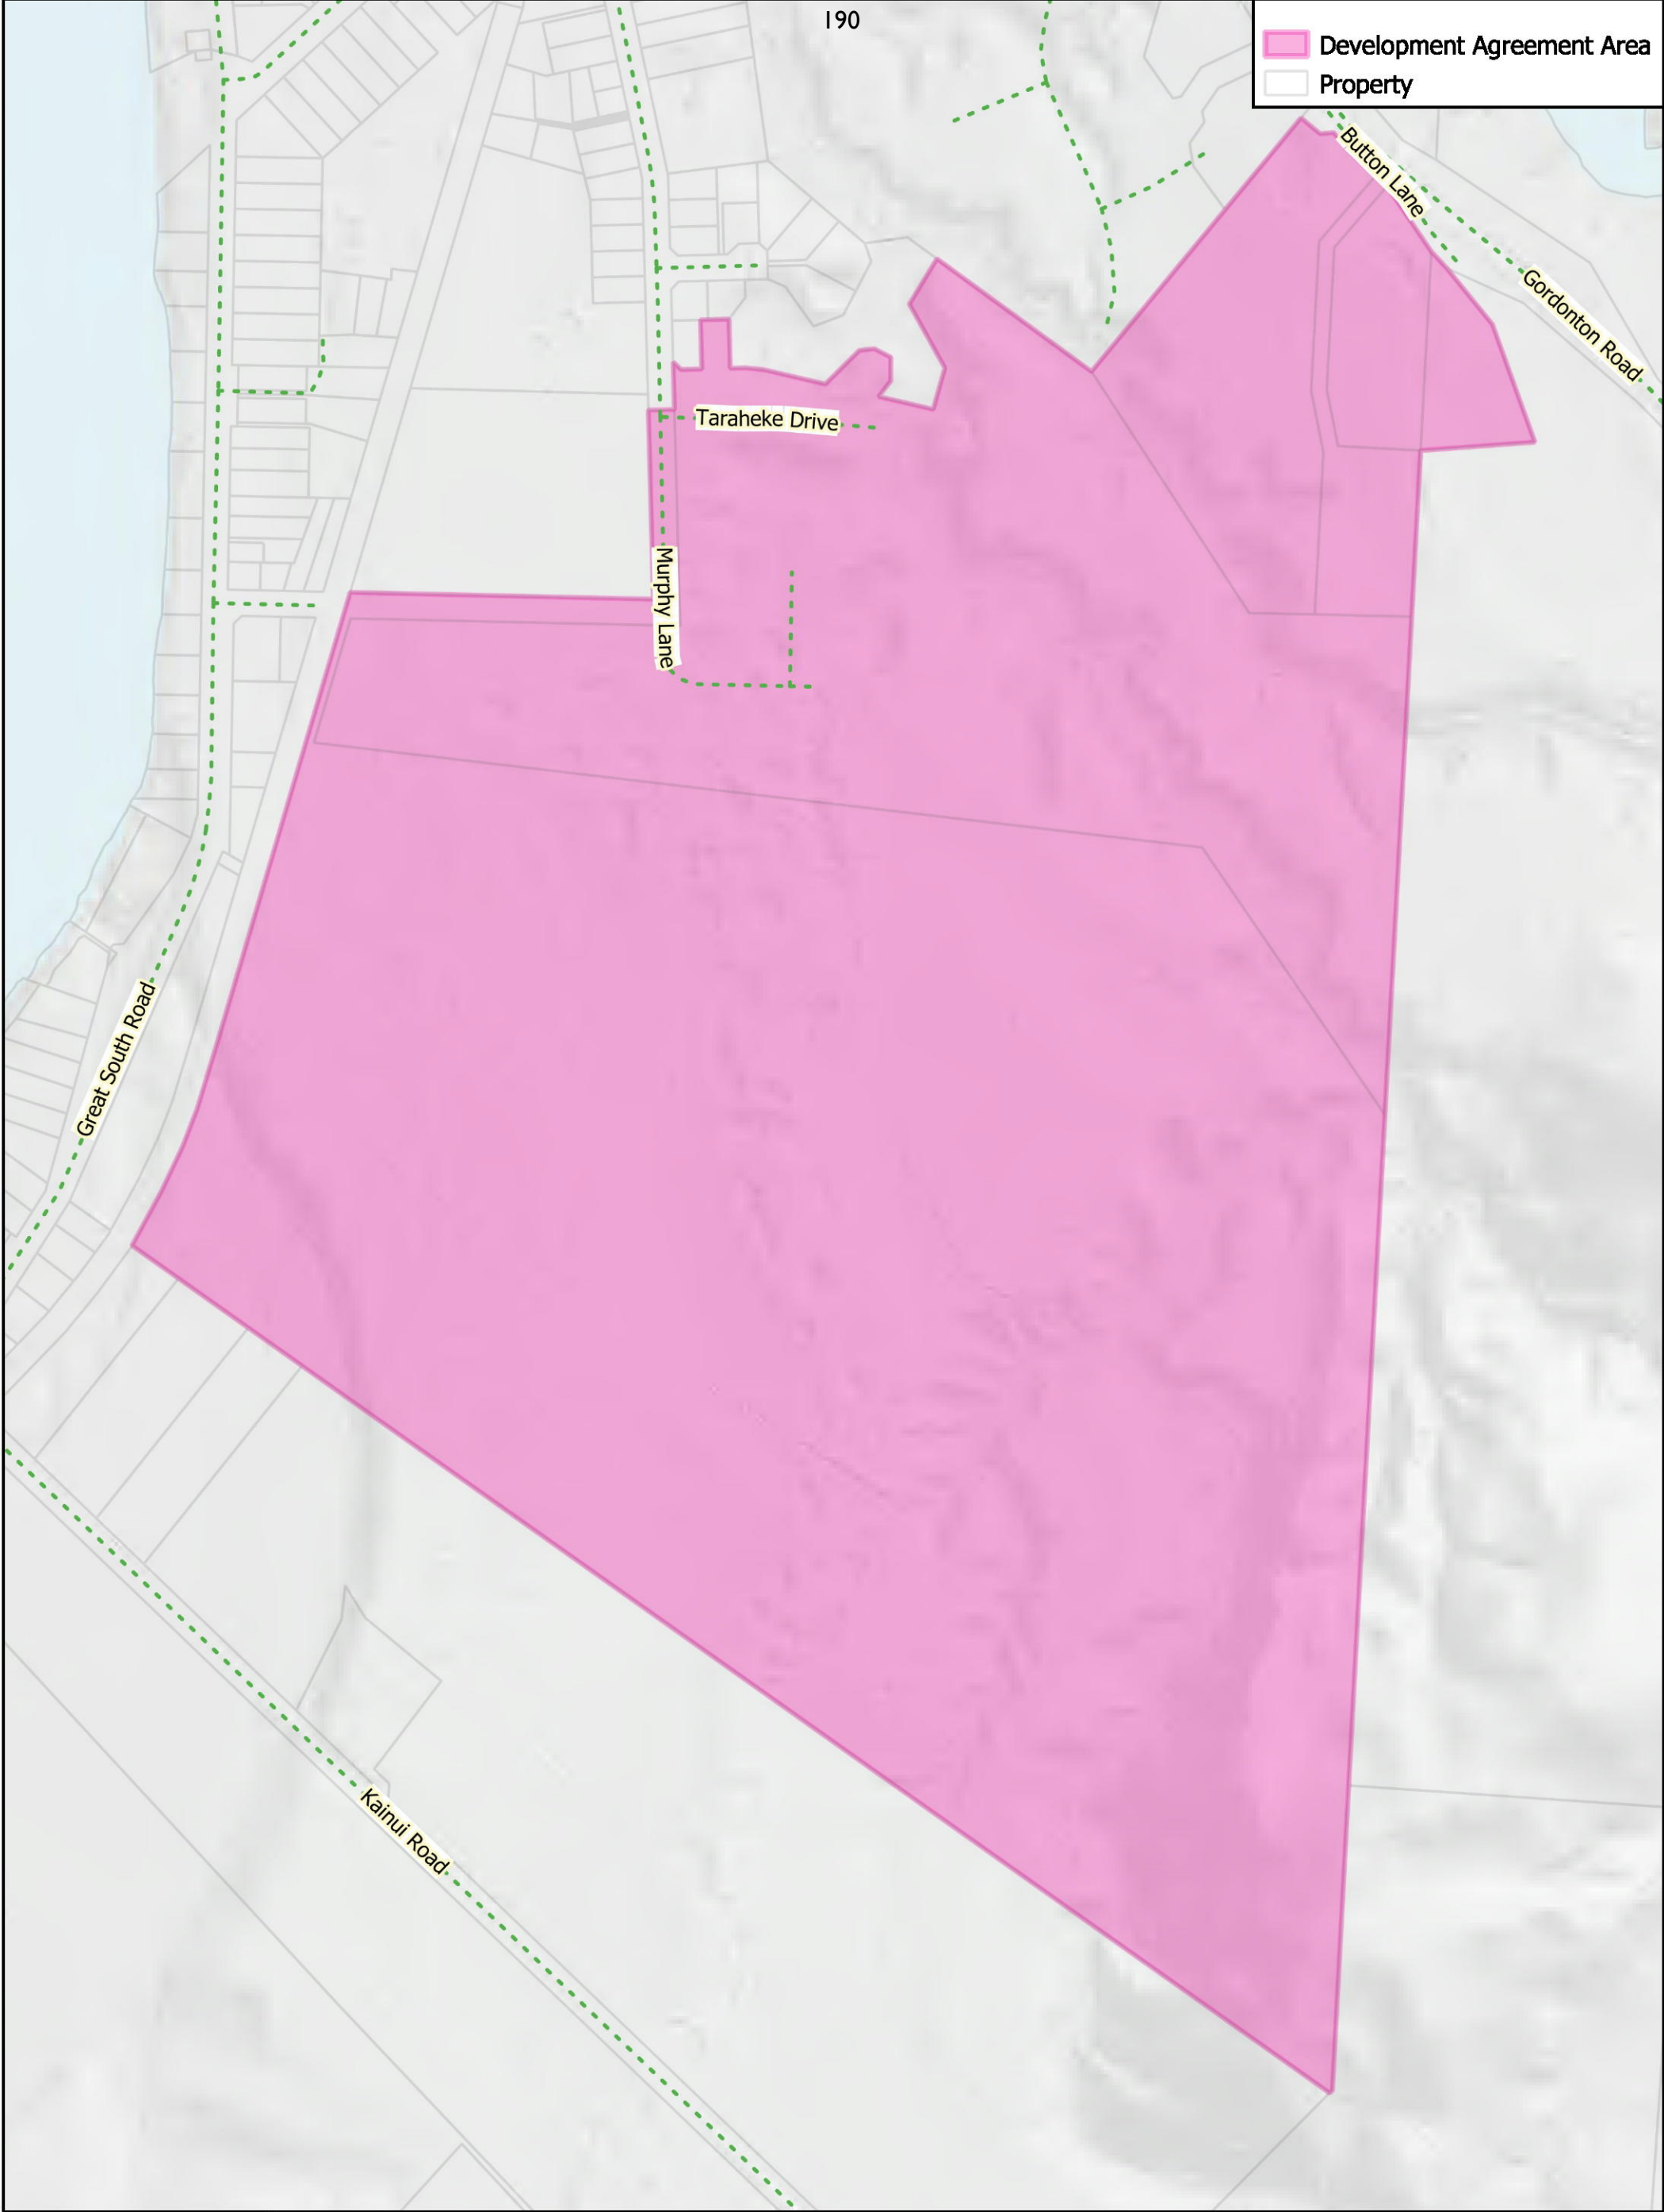 190
Development Agreement Area
Property
Button Lane
Gordonton Road
Taraheke Drive
Murphy Lane
Great South Road
Kainui Road